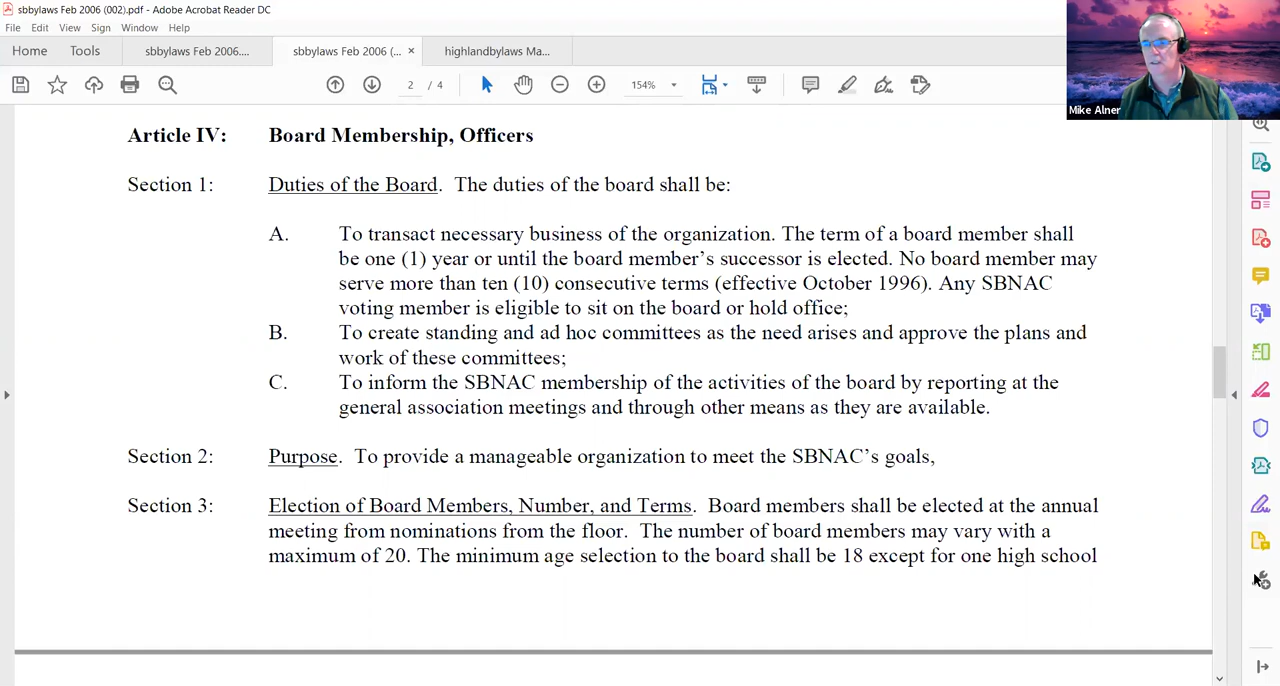 sbbylaws Feb 2006 (002).pdf - Adobe Acrobat Reader DC
File Edit View Sign Window Help
Home Tools sbbylaws Feb 2006.... sbbylaws Feb 2006 (... × highlandbylaws Ma...
2 / 4 154%
Mike Alner
Article IV: Board Membership, Officers
Section 1: Duties of the Board. The duties of the board shall be:
A. To transact necessary business of the organization. The term of a board member shall
be one (1) year or until the board member's successor is elected. No board member may
serve more than ten (10) consecutive terms (effective October 1996). Any SBNAC
voting member is eligible to sit on the board or hold office;
B. To create standing and ad hoc committees as the need arises and approve the plans and
work of these committees;
C. To inform the SBNAC membership of the activities of the board by reporting at the
general association meetings and through other means as they are available.
Section 2: Purpose. To provide a manageable organization to meet the SBNAC's goals,
Section 3: Election of Board Members, Number, and Terms. Board members shall be elected at the annual
meeting from nominations from the floor. The number of board members may vary with a
maximum of 20. The minimum age selection to the board shall be 18 except for one high school